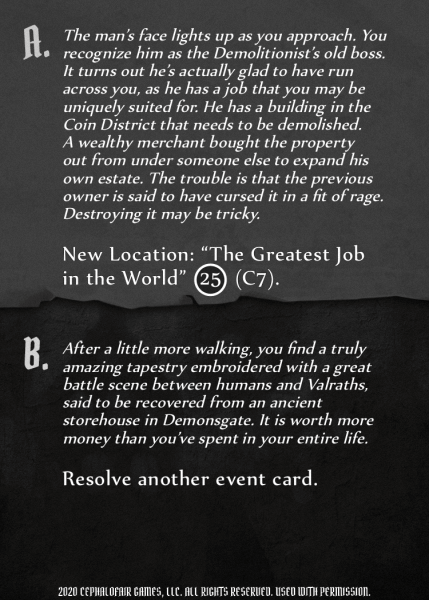 A. The man's face lights up as you approach. You
recognize him as the Demolitionist's old boss.
It turns out he's actually glad to have run
across you, as he has a job that you may be
uniquely suited for. He has a building in the
Coin District that needs to be demolished.
A wealthy merchant bought the property
out from under someone else to expand his
own estate. The trouble is that the previous
owner is said to have cursed it in a fit of rage.
Destroying it may be tricky.
New Location: “The Greatest Job
in the World” 25 (C7).
B. After a little more walking, you find a truly
amazing tapestry embroidered with a great
battle scene between humans and Valraths,
said to be recovered from an ancient
storehouse in Demonsgate. It is worth more
money than you've spent in your entire life.
Resolve another event card.
2020 CEPHALOFAIR GAMES, LLC. ALL RIGHTS RESERVED. USED WITH PERMISSION.